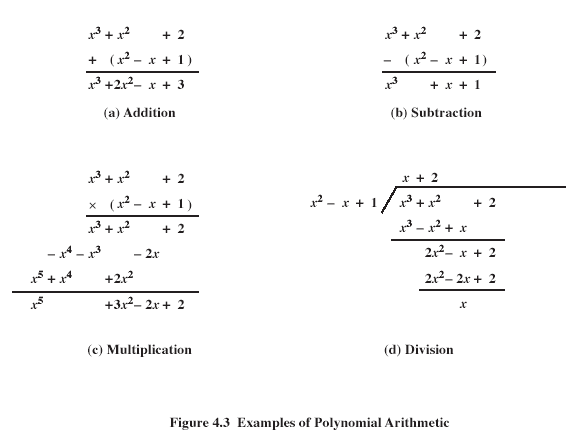 x³ + x² + 2
+ (x² – x + 1)
x³ +2x² – x + 3
(a) Addition
x³ + x² + 2
– (x² – x + 1)
x³ + x + 1
(b) Subtraction
x³ + x² + 2
× (x² – x + 1)
x³ + x² + 2
– x⁴ – x³ – 2x
x⁵ + x⁴ +2x²
x⁵ +3x² – 2x + 2
(c) Multiplication
x + 2
x² – x + 1 / x³ + x² + 2
x³ – x² + x
2x² – x + 2
2x² – 2x + 2
x
(d) Division
Figure 4.3 Examples of Polynomial Arithmetic